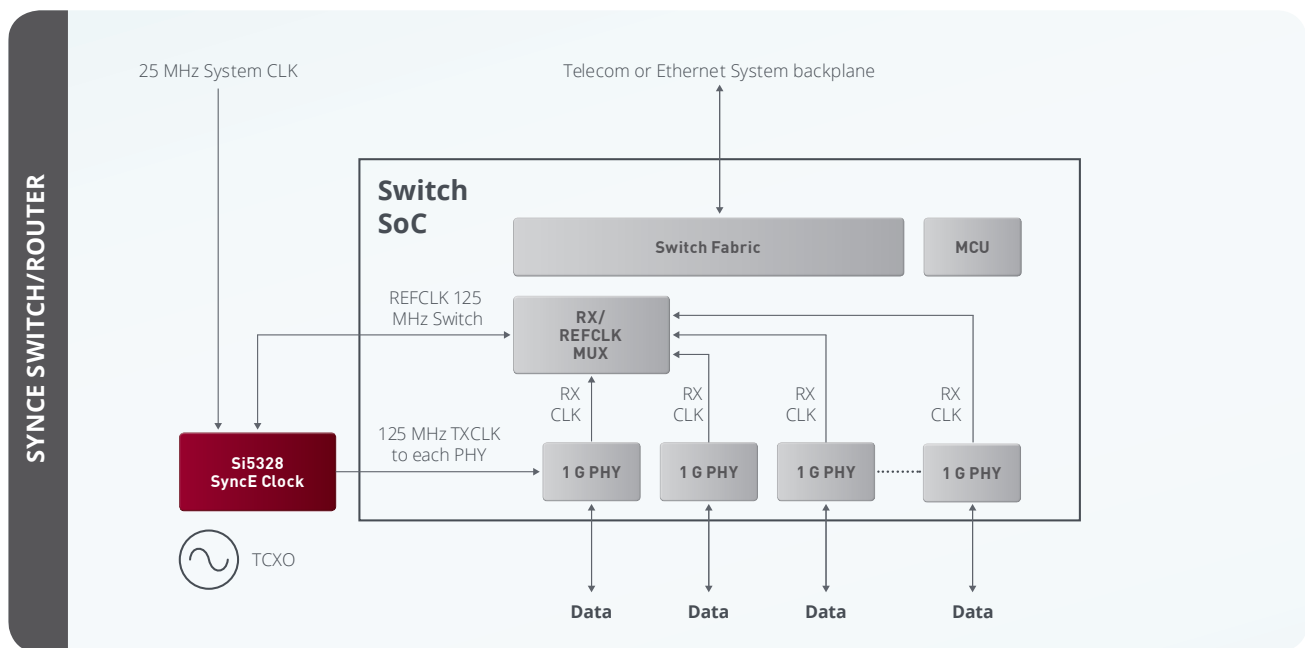 SYNCE SWITCH/ROUTER
25 MHz System CLK
Telecom or Ethernet System backplane
Switch
SoC
Switch Fabric
MCU
REFCLK 125
MHz Switch
RX/
REFCLK
MUX
RX
CLK
RX
CLK
RX
CLK
RX
CLK
125 MHz TXCLK
to each PHY
Si5328
SyncE Clock
1 G PHY
1 G PHY
1 G PHY
1 G PHY
TCXO
Data
Data
Data
Data